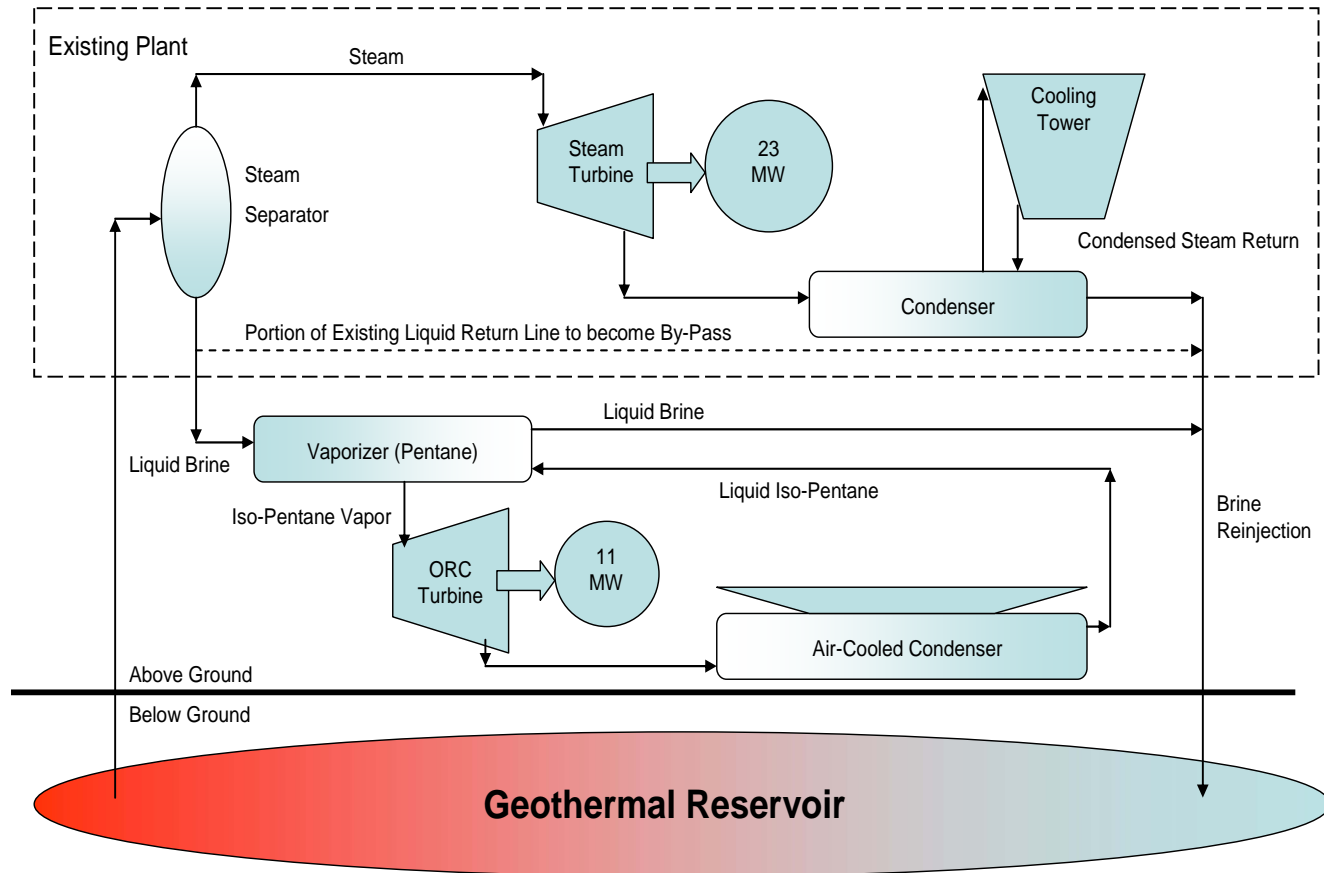 Existing Plant
Steam
Cooling
Tower
Steam
Turbine
23
MW
Steam
Separator
Condensed Steam Return
Condenser
Portion of Existing Liquid Return Line to become By-Pass
Liquid Brine
Vaporizer (Pentane)
Liquid Brine
Liquid Iso-Pentane
Iso-Pentane Vapor
Brine
Reinjection
ORC
Turbine
11
MW
Air-Cooled Condenser
Above Ground
Below Ground
Geothermal Reservoir